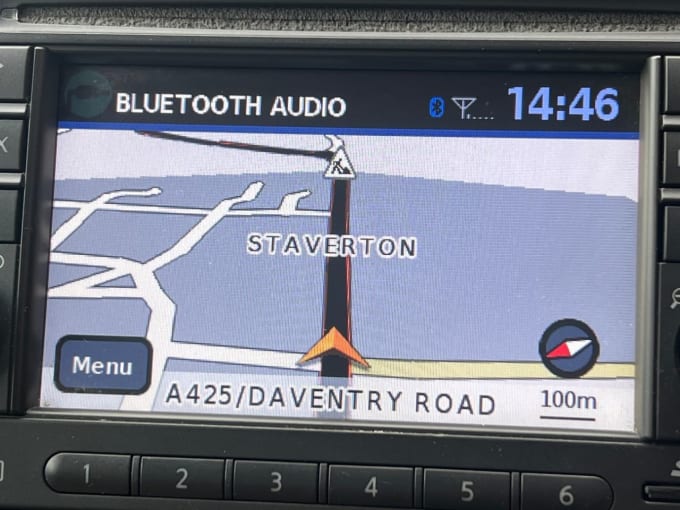 BLUETOOTH AUDIO 14:46
STAVERTON
Menu
A425/DAVENTRY ROAD
100m
1 2 3 4 5 6